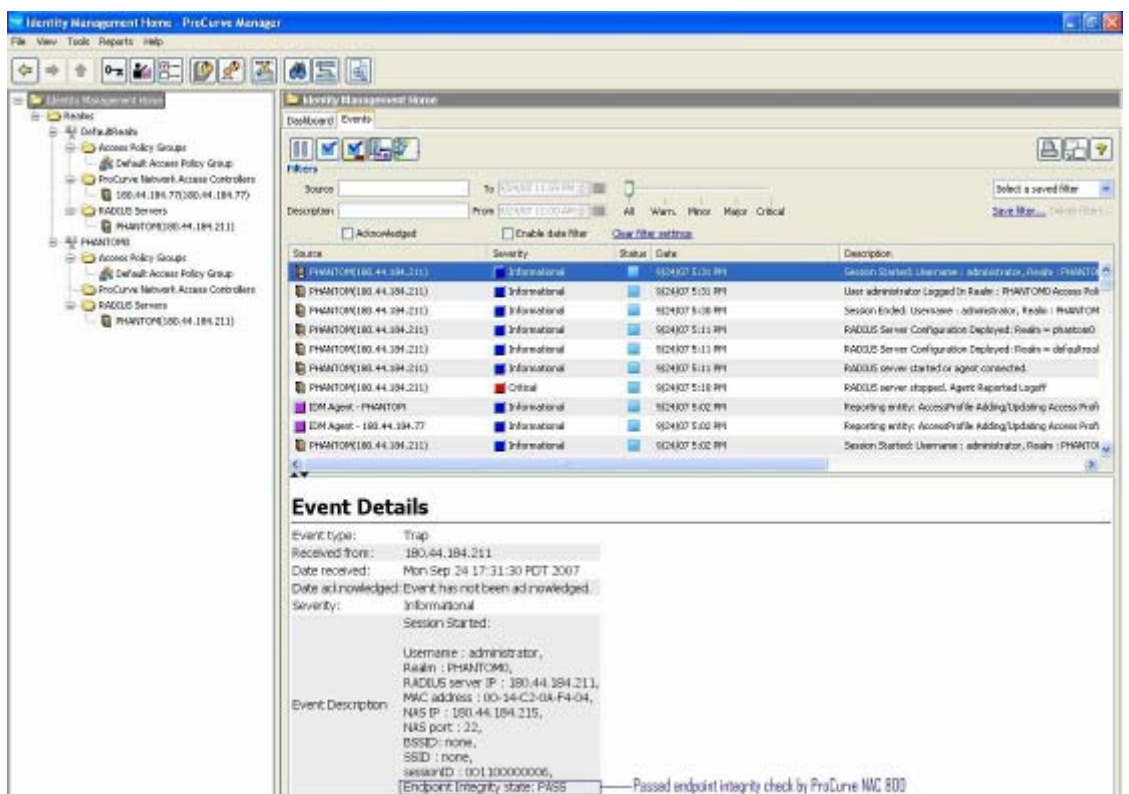 Identity Management Home - ProCurve Manager
File View Tools Reports Help
Identity Management Home
Realms
DefaultRealm
Access Policy Groups
Default Access Policy Group
ProCurve Network Access Controllers
180.44.184.77(180.44.184.77)
RADIUS Servers
PHANTOM(180.44.184.211)
PHANTOM0
Access Policy Groups
Default Access Policy Group
ProCurve Network Access Controllers
RADIUS Servers
PHANTOM(180.44.184.211)
Identity Management Home
Dashboard Events
Filters
Source To Select a saved filter
Description From All Warn. Minor Major Critical Save filter... Delete filters...
Acknowledged Enable date filter Clear filter settings
Source Severity Status Date Description
PHANTOM(180.44.184.211) Informational 9/24/07 5:31 PM Session Started: Username : administrator, Realm : PHANTO
PHANTOM(180.44.184.211) Informational 9/24/07 5:31 PM User administrator Logged In Realm : PHANTOM0 Access Poli
PHANTOM(180.44.184.211) Informational 9/24/07 PM Session Ended: Username : administrator, Realm : PHANTOM
PHANTOM(180.44.184.211) Informational 9/24/07 5:11 PM RADIUS Server Configuration Deployed: Realm = phantom0
PHANTOM(180.44.184.211) Informational 9/24/07 5:11 PM RADIUS Server Configuration Deployed: Realm = defaultreal
PHANTOM(180.44.184.211) Informational 9/24/07 5:11 PM RADIUS server started or agent connected.
PHANTOM(180.44.184.211) Critical 9/24/07 5:10 PM RADIUS server stopped. Agent Reported Logoff
IDM Agent - PHANTOM Informational 9/24/07 5:02 PM Reporting entity: AccessProfile Adding/Updating Access Profi
IDM Agent - 180.44.184.77 Informational 9/24/07 5:02 PM Reporting entity: AccessProfile Adding/Updating Access Profi
PHANTOM(180.44.184.211) Informational 9/24/07 5:02 PM Session Started: Username : administrator, Realm : PHANTO
Event Details
Event type: Trap
Received from: 180.44.184.211
Date received: Mon Sep 24 17:31:30 PDT 2007
Date acknowledged: Event has not been acknowledged.
Severity: Informational
Event Description
Session Started:
Username : administrator,
Realm : PHANTOM0,
RADIUS server IP : 180.44.184.211,
MAC address : 00-14-C2-0A-F4-04,
NAS IP : 180.44.184.215,
NAS port : 22,
BSSID: none,
SSID : none,
sessionID : 001100000006,
Endpoint Integrity state: PASS
Passed endpoint integrity check by ProCurve NAC 800